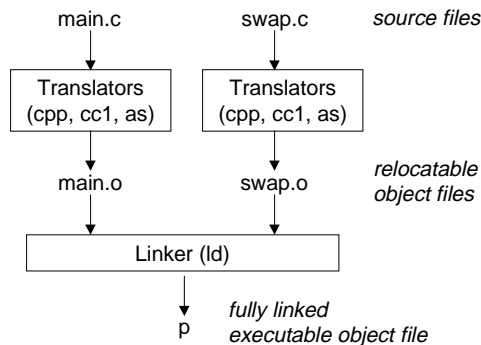 main.c swap.c source files
Translators Translators
(cpp, cc1, as) (cpp, cc1, as)
main.o swap.o relocatable
object files
Linker (ld)
fully linked
p executable object file